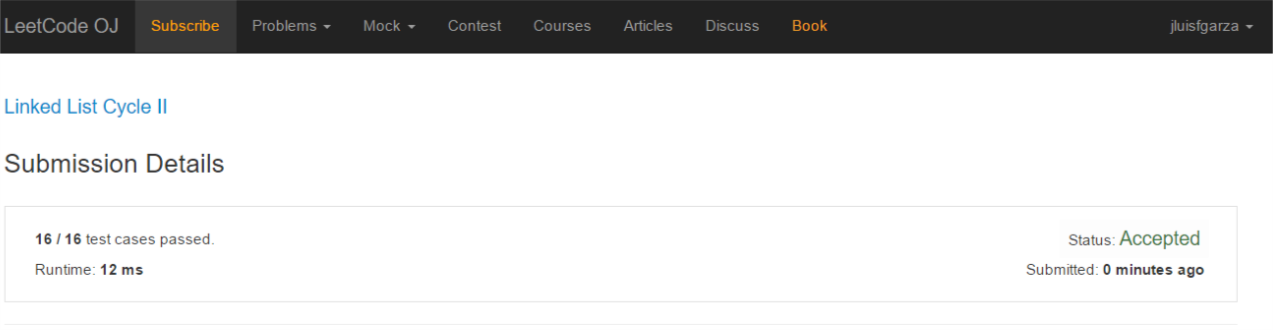 LeetCode OJ Subscribe Problems Mock Contest Courses Articles Discuss Book jluisfgarza
Linked List Cycle II
Submission Details
16 / 16 test cases passed. Status: Accepted
Runtime: 12 ms Submitted: 0 minutes ago